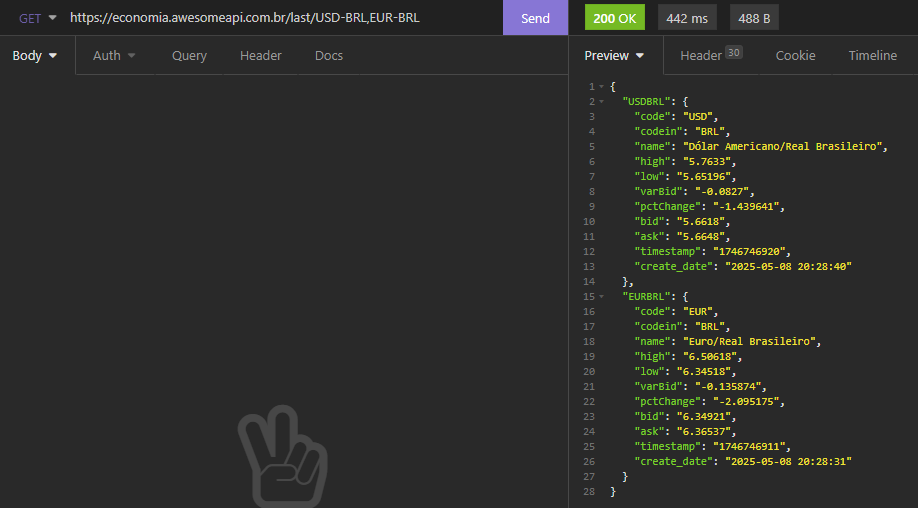 GET https://economia.awesomeapi.com.br/last/USD-BRL,EUR-BRL Send 200 OK 442 ms 488 B
Body Auth Query Header Docs Preview Header 30 Cookie Timeline
1 {
2 "USDBRL": {
3 "code": "USD",
4 "codein": "BRL",
5 "name": "Dólar Americano/Real Brasileiro",
6 "high": "5.7633",
7 "low": "5.65196",
8 "varBid": "-0.0827",
9 "pctChange": "-1.439641",
10 "bid": "5.6618",
11 "ask": "5.6648",
12 "timestamp": "1746746920",
13 "create_date": "2025-05-08 20:28:40"
14 },
15 "EURBRL": {
16 "code": "EUR",
17 "codein": "BRL",
18 "name": "Euro/Real Brasileiro",
19 "high": "6.50618",
20 "low": "6.34518",
21 "varBid": "-0.135874",
22 "pctChange": "-2.095175",
23 "bid": "6.34921",
24 "ask": "6.36537",
25 "timestamp": "1746746911",
26 "create_date": "2025-05-08 20:28:31"
27 }
28 }